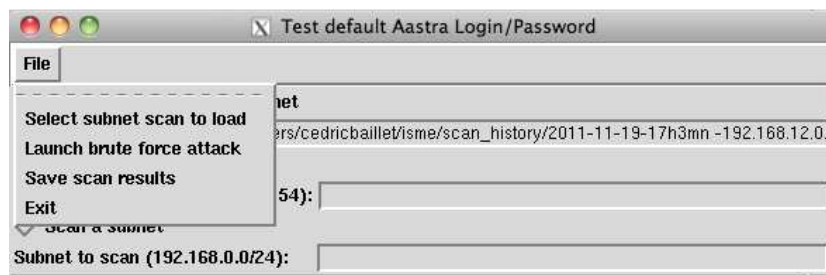 Test default Aastra Login/Password
File
net
Select subnet scan to load
ers/cedricbaillet/isme/scan_history/2011-11-19-17h3mn -192.168.12.0.
Launch brute force attack
Save scan results
54):
Exit
Scan a subnet
Subnet to scan (192.168.0.0/24):